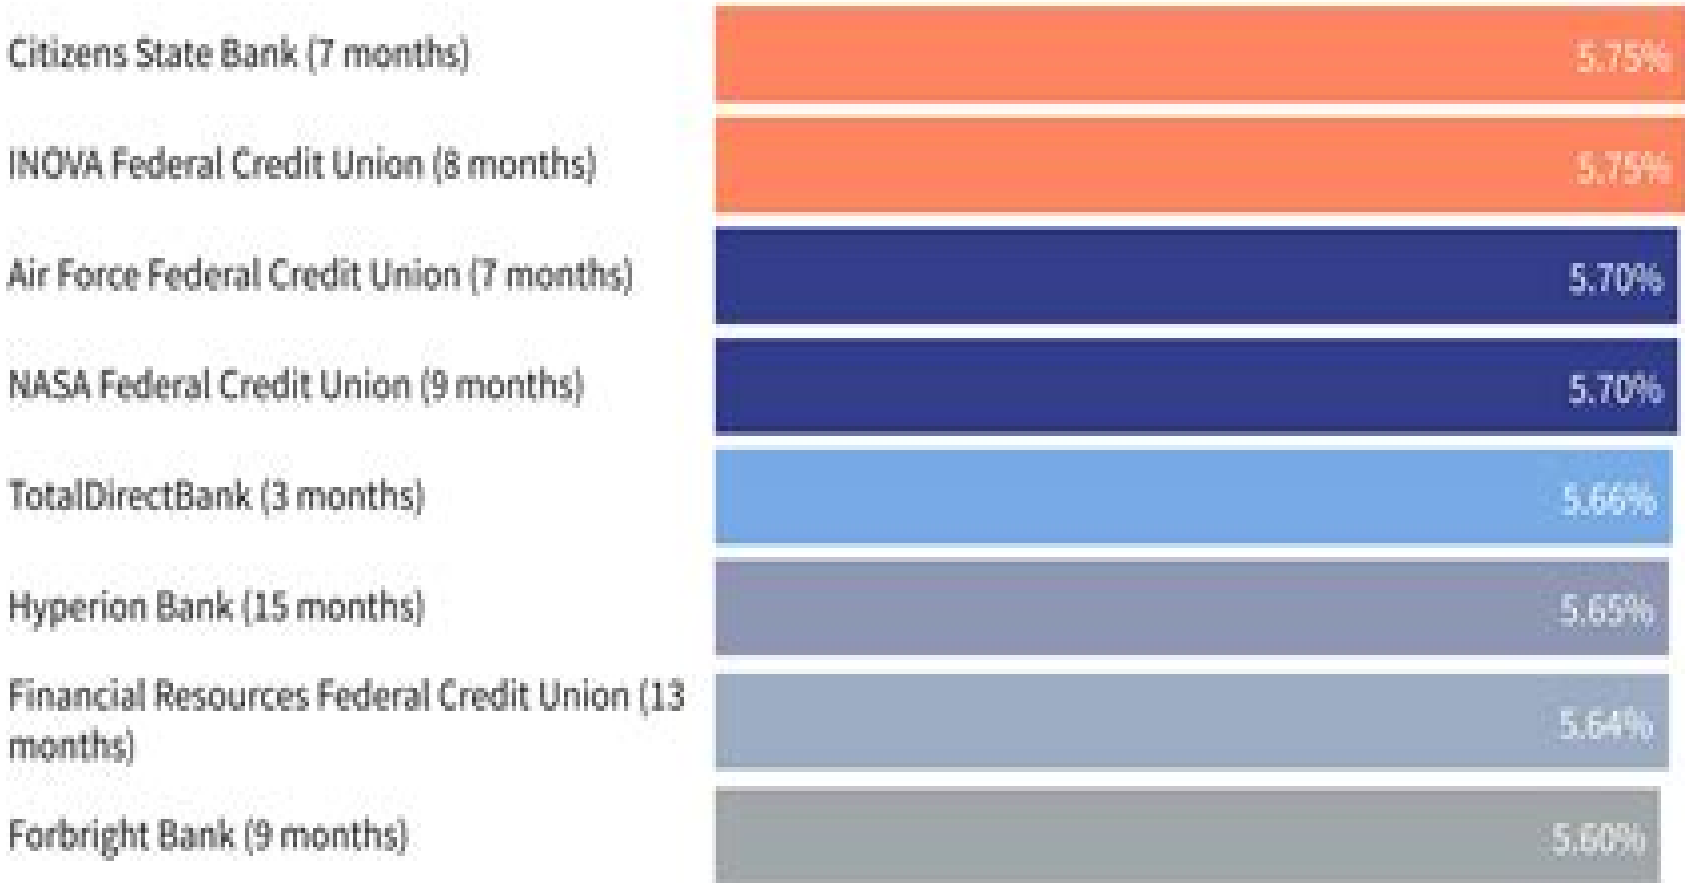 Citizens State Bank (7 months) 5.75%
INOVA Federal Credit Union (8 months) 5.75%
Air Force Federal Credit Union (7 months) 5.70%
NASA Federal Credit Union (9 months) 5.70%
TotalDirectBank (3 months) 5.66%
Hyperion Bank (15 months) 5.65%
Financial Resources Federal Credit Union (13
months) 5.64%
Forbright Bank (9 months) 5.60%